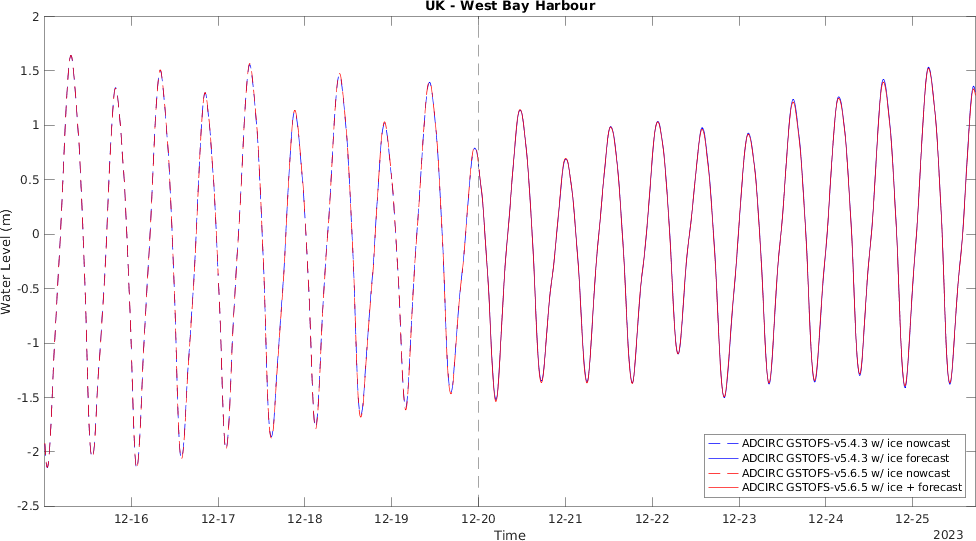 UK - West Bay Harbour
2
1.5
1
0.5
0
-0.5
-1
-1.5
-2
-2.5
Water Level (m)
12-16 12-17 12-18 12-19 12-20 12-21 12-22 12-23 12-24 12-25
Time
2023
ADCIRC GSTOFS-v5.4.3 w/ ice nowcast
ADCIRC GSTOFS-v5.4.3 w/ ice forecast
ADCIRC GSTOFS-v5.6.5 w/ ice nowcast
ADCIRC GSTOFS-v5.6.5 w/ ice + forecast